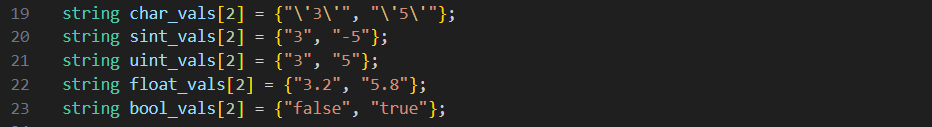 19 string char_vals[2] = {"\'3\'", "\'5\'"};
20 string sint_vals[2] = {"3", "-5"};
21 string uint_vals[2] = {"3", "5"};
22 string float_vals[2] = {"3.2", "5.8"};
23 string bool_vals[2] = {"false", "true"};